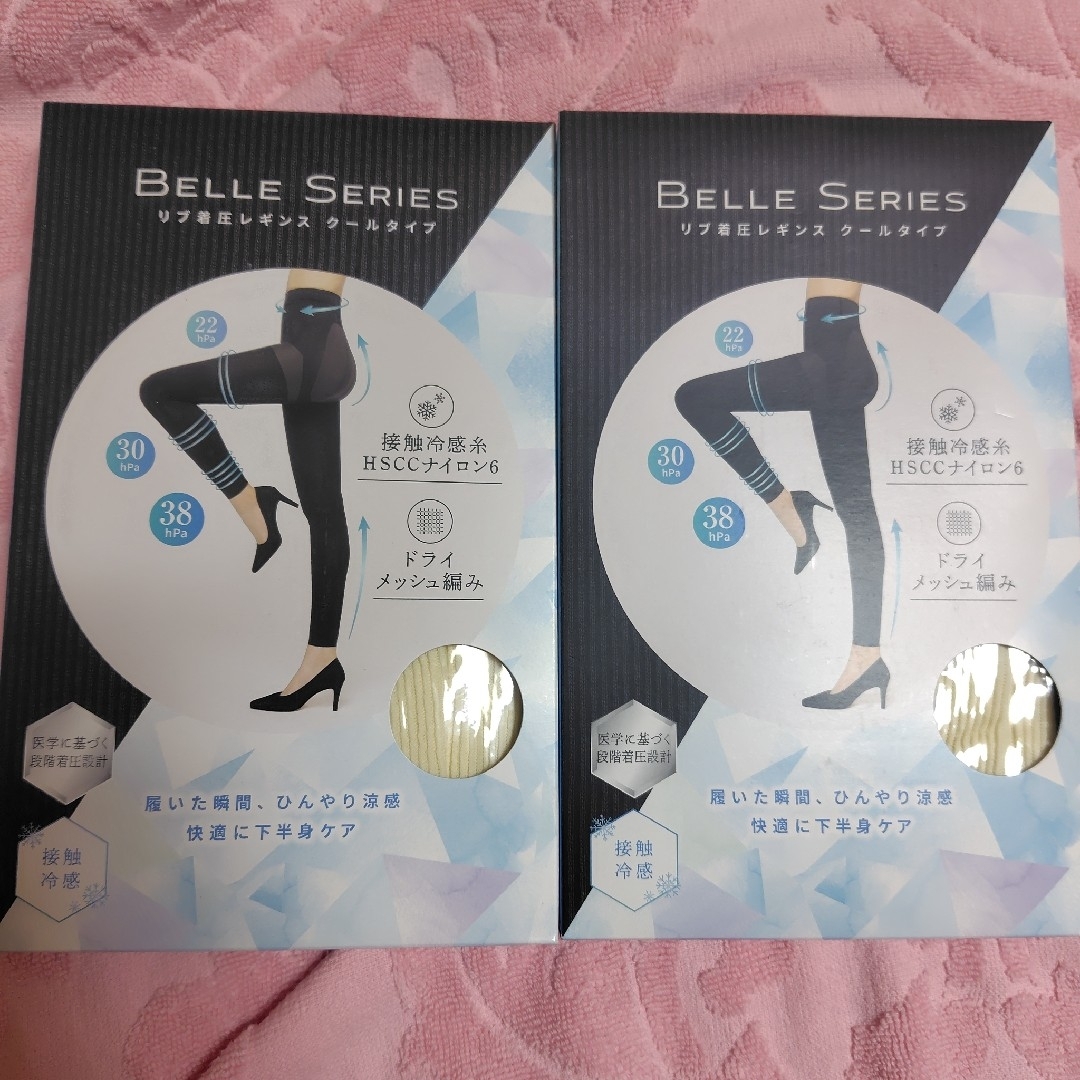 BELLE SERIES
リブ着圧レギンス クールタイプ
22
hPa
30
hPa
38
hPa
接触冷感糸
HSCCナイロン6
ドライ
メッシュ編み
医学に基づく
段階着圧設計
履いた瞬間、ひんやり涼感
快適に下半身ケア
接触
冷感
BELLE SERIES
リブ着圧レギンス クールタイプ
22
hPa
30
hPa
38
hPa
接触冷感糸
HSCCナイロン6
ドライ
メッシュ編み
医学に基づく
段階着圧設計
履いた瞬間、ひんやり涼感
快適に下半身ケア
接触
冷感